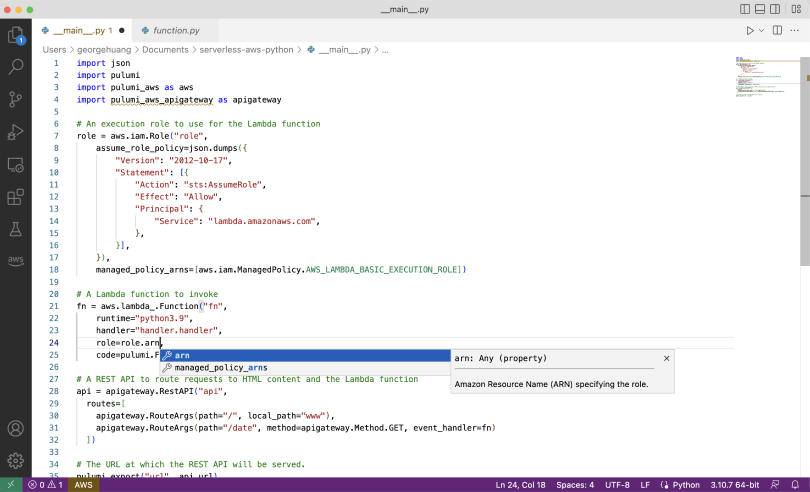 __main__.py
__main__.py 1
function.py
Users > georgehuang > Documents > serverless-aws-python > __main__.py > ...
1 import json
2 import pulumi
3 import pulumi_aws as aws
4 import pulumi_aws_apigateway as apigateway
5
6 # An execution role to use for the Lambda function
7 role = aws.iam.Role("role",
8 assume_role_policy=json.dumps({
9 "Version": "2012-10-17",
10 "Statement": [{
11 "Action": "sts:AssumeRole",
12 "Effect": "Allow",
13 "Principal": {
14 "Service": "lambda.amazonaws.com",
15 },
16 }],
17 }),
18 managed_policy_arns=[aws.iam.ManagedPolicy.AWS_LAMBDA_BASIC_EXECUTION_ROLE])
19
20 # A Lambda function to invoke
21 fn = aws.lambda_.Function("fn",
22 runtime="python3.9",
23 handler="handler.handler",
24 role=role.arn,
25 code=pulumi.F
arn
managed_policy_arns
arn: Any (property)
Amazon Resource Name (ARN) specifying the role.
27 # A REST API to route requests to HTML content and the Lambda function
28 api = apigateway.RestAPI("api",
29 routes=[
30 apigateway.RouteArgs(path="/", local_path="www"),
31 apigateway.RouteArgs(path="/date", method=apigateway.Method.GET, event_handler=fn)
32 ])
33
34 # The URL at which the REST API will be served.
35 pulumi.export("url", api.url)
1
aws
0 1 AWS
Ln 24, Col 18 Spaces: 4 UTF-8 LF Python 3.10.7 64-bit